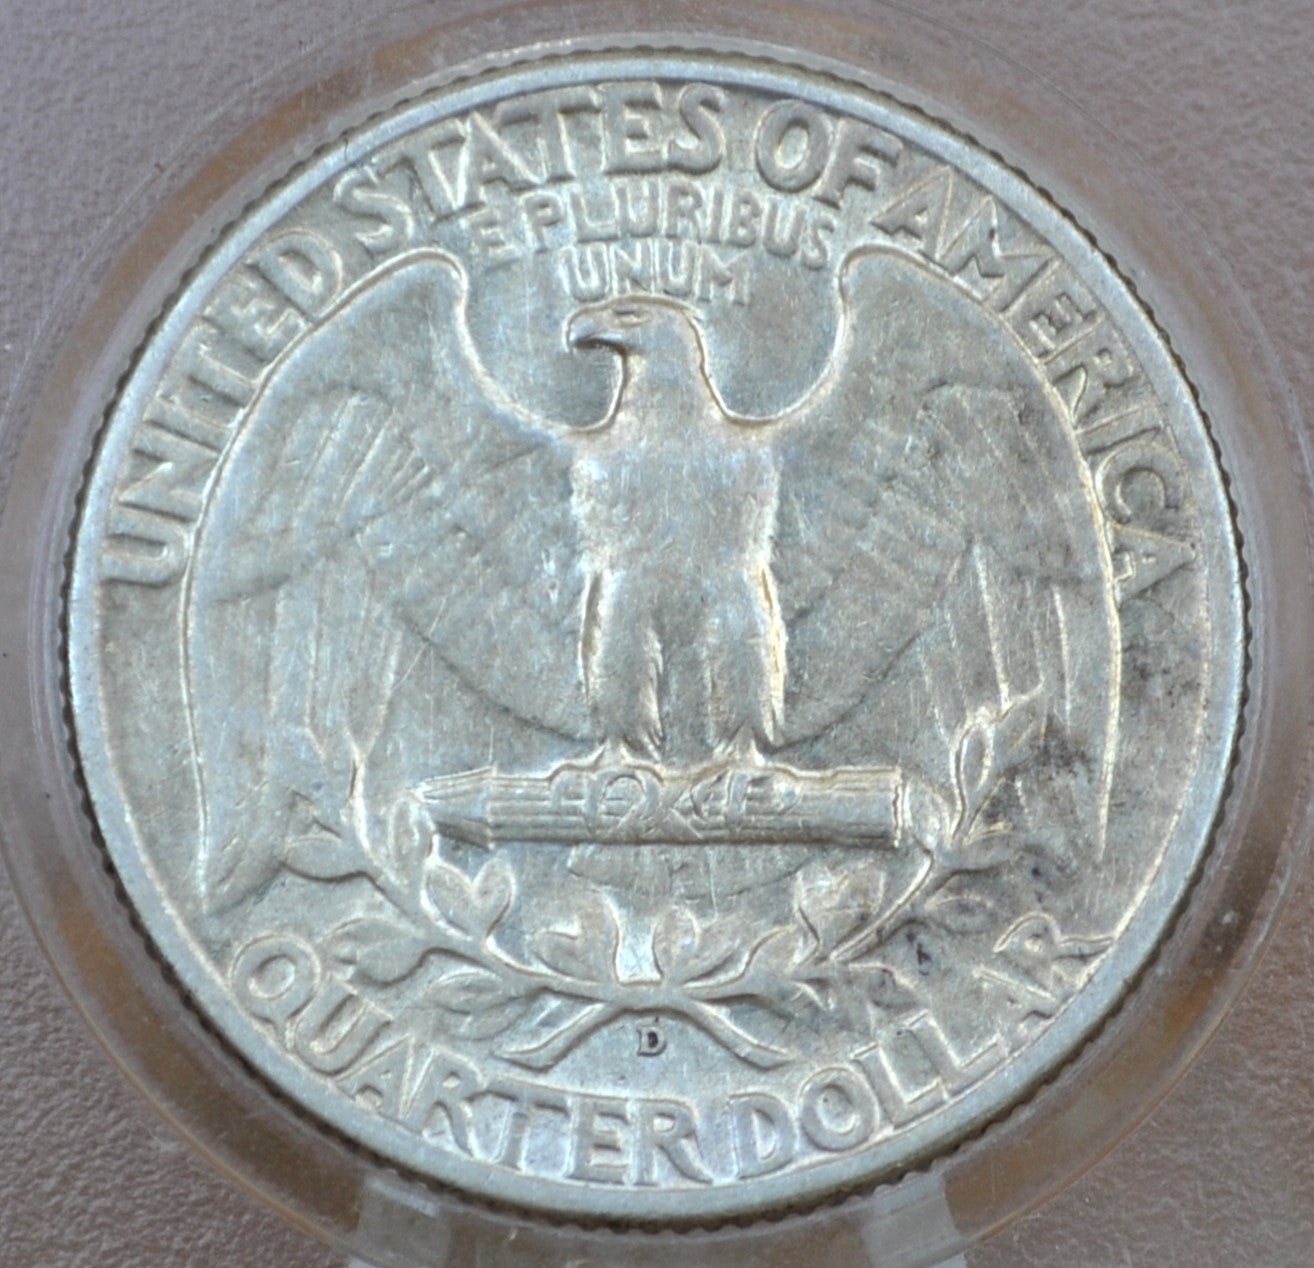 UNITED STATES OF AMERICA
E PLURIBUS
UNUM
D
QUARTER DOLLAR